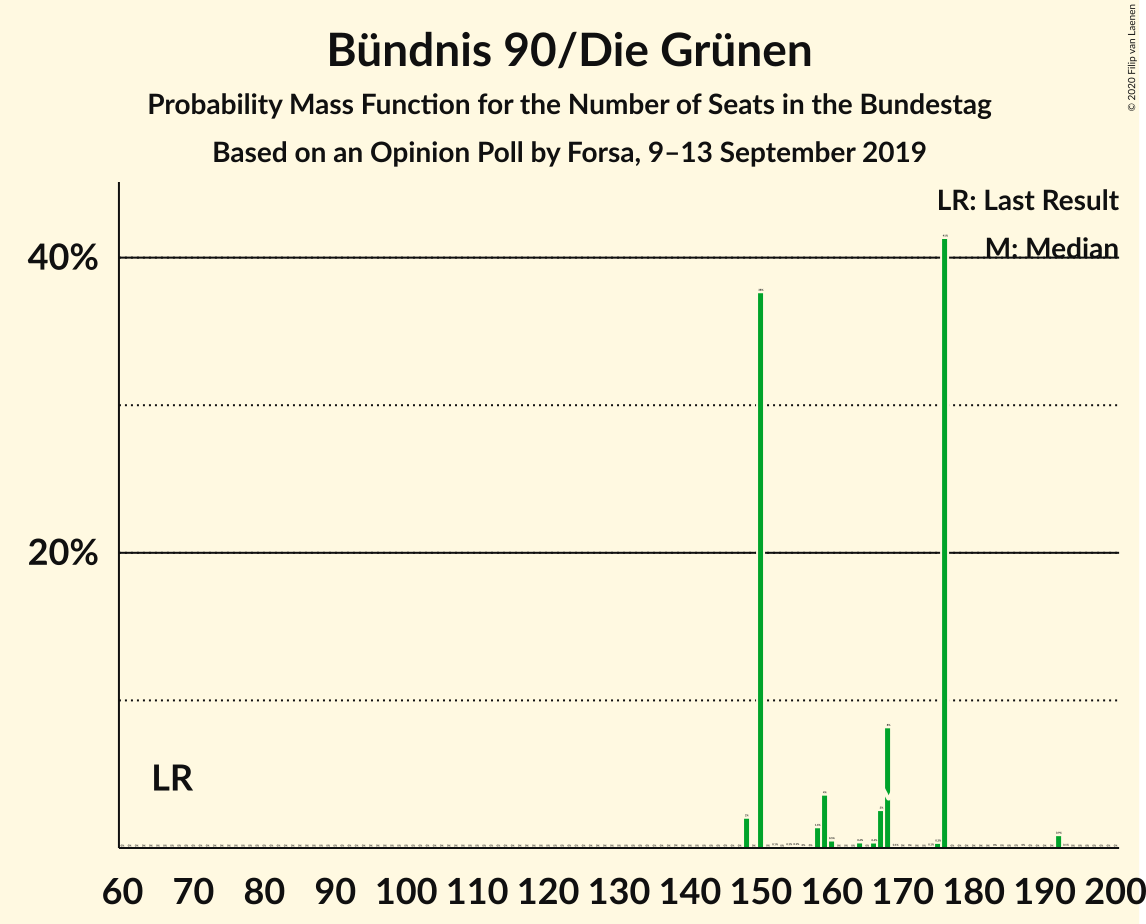 Bündnis 90/Die Grünen
Probability Mass Function for the Number of Seats in the Bundestag
Based on an Opinion Poll by Forsa, 9–13 September 2019
© 2020 Filip van Laenen
LR: Last Result
M: Median
40%
20%
LR
60 70 80 90 100 110 120 130 140 150 160 170 180 190 200